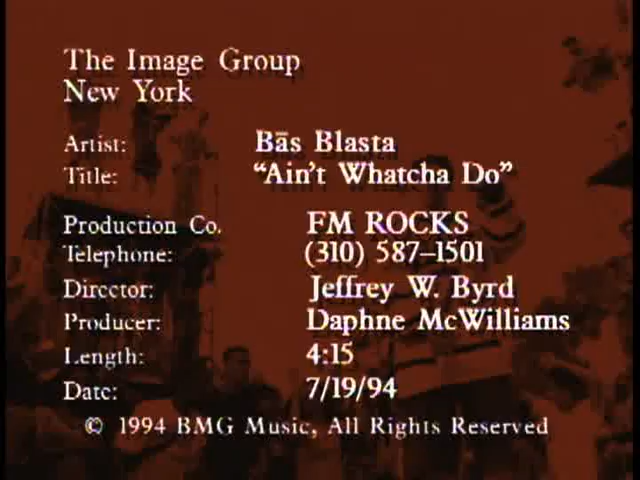 The Image Group
New York
Artist: Bās Blasta
Title: “Ain't Whatcha Do”
Production Co. FM ROCKS
Telephone: (310) 587–1501
Director: Jeffrey W. Byrd
Producer: Daphne McWilliams
Length: 4:15
Date: 7/19/94
© 1994 BMG Music, All Rights Reserved